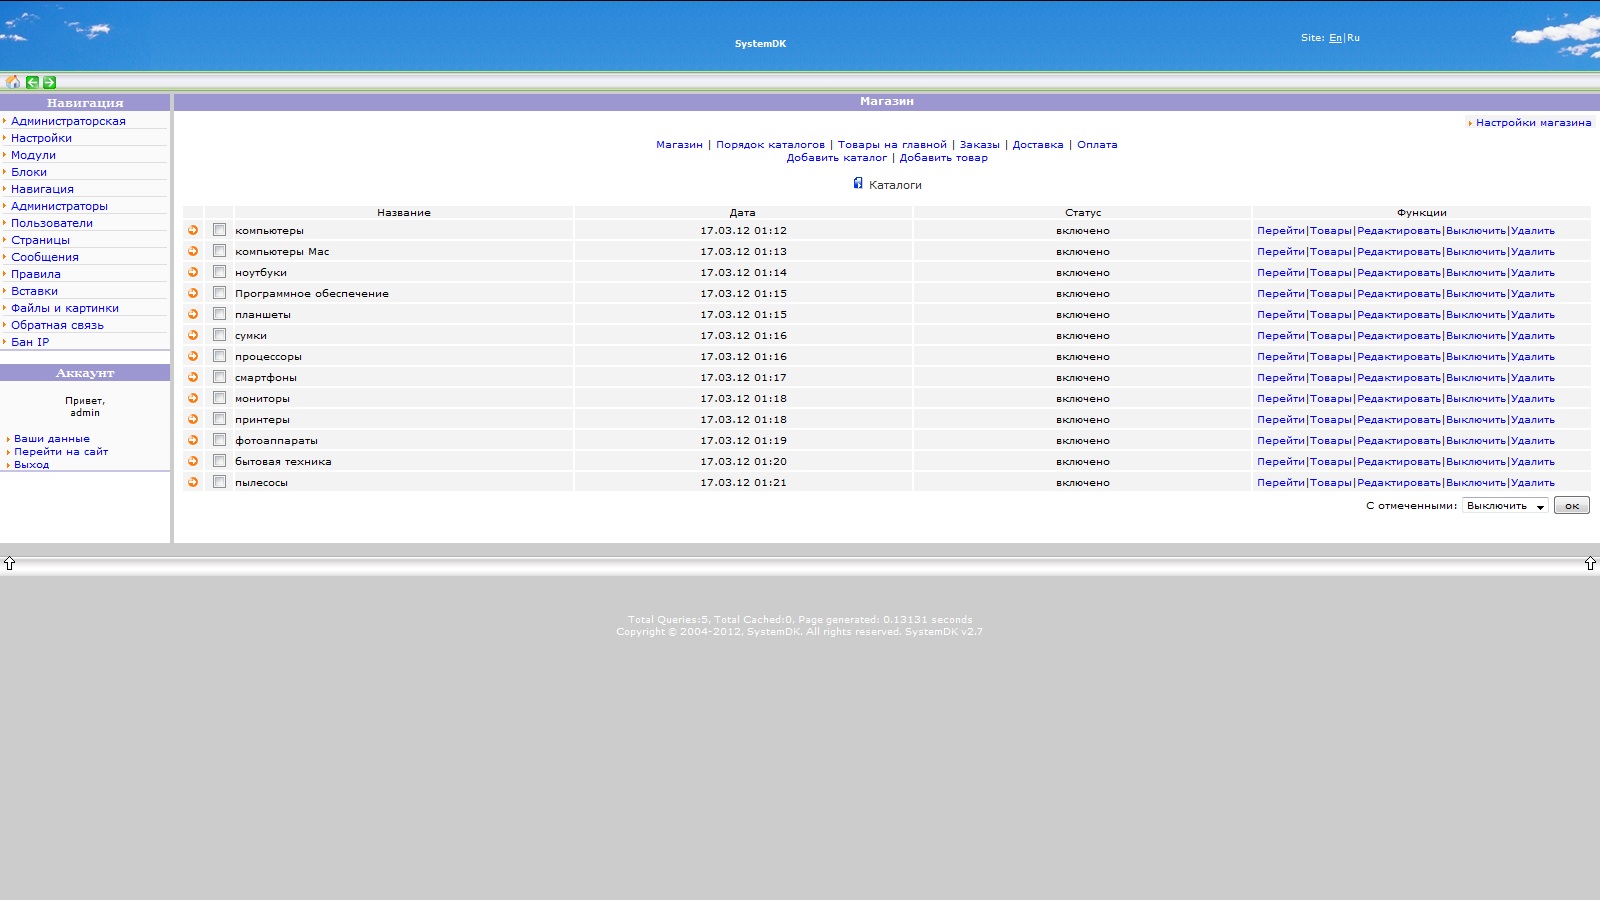 SystemDK
Site: En|Ru
Навигация
Администраторская
Настройки
Модули
Блоки
Навигация
Администраторы
Пользователи
Страницы
Сообщения
Правила
Вставки
Файлы и картинки
Обратная связь
Бан IP
Аккаунт
Привет,
admin
Ваши данные
Перейти на сайт
Выход
Магазин
Настройки магазина
Магазин | Порядок каталогов | Товары на главной | Заказы | Доставка | Оплата
Добавить каталог | Добавить товар
Каталоги
Название Дата Статус Функции
компьютеры 17.03.12 01:12 включено Перейти|Товары|Редактировать|Выключить|Удалить
компьютеры Mac 17.03.12 01:13 включено Перейти|Товары|Редактировать|Выключить|Удалить
ноутбуки 17.03.12 01:14 включено Перейти|Товары|Редактировать|Выключить|Удалить
Программное обеспечение 17.03.12 01:15 включено Перейти|Товары|Редактировать|Выключить|Удалить
планшеты 17.03.12 01:15 включено Перейти|Товары|Редактировать|Выключить|Удалить
сумки 17.03.12 01:16 включено Перейти|Товары|Редактировать|Выключить|Удалить
процессоры 17.03.12 01:16 включено Перейти|Товары|Редактировать|Выключить|Удалить
смартфоны 17.03.12 01:17 включено Перейти|Товары|Редактировать|Выключить|Удалить
мониторы 17.03.12 01:18 включено Перейти|Товары|Редактировать|Выключить|Удалить
принтеры 17.03.12 01:18 включено Перейти|Товары|Редактировать|Выключить|Удалить
фотоаппараты 17.03.12 01:19 включено Перейти|Товары|Редактировать|Выключить|Удалить
бытовая техника 17.03.12 01:20 включено Перейти|Товары|Редактировать|Выключить|Удалить
пылесосы 17.03.12 01:21 включено Перейти|Товары|Редактировать|Выключить|Удалить
С отмеченными: Выключить ок
Total Queries:5, Total Cached:0, Page generated: 0.13131 seconds
Copyright © 2004-2012, SystemDK. All rights reserved. SystemDK v2.7